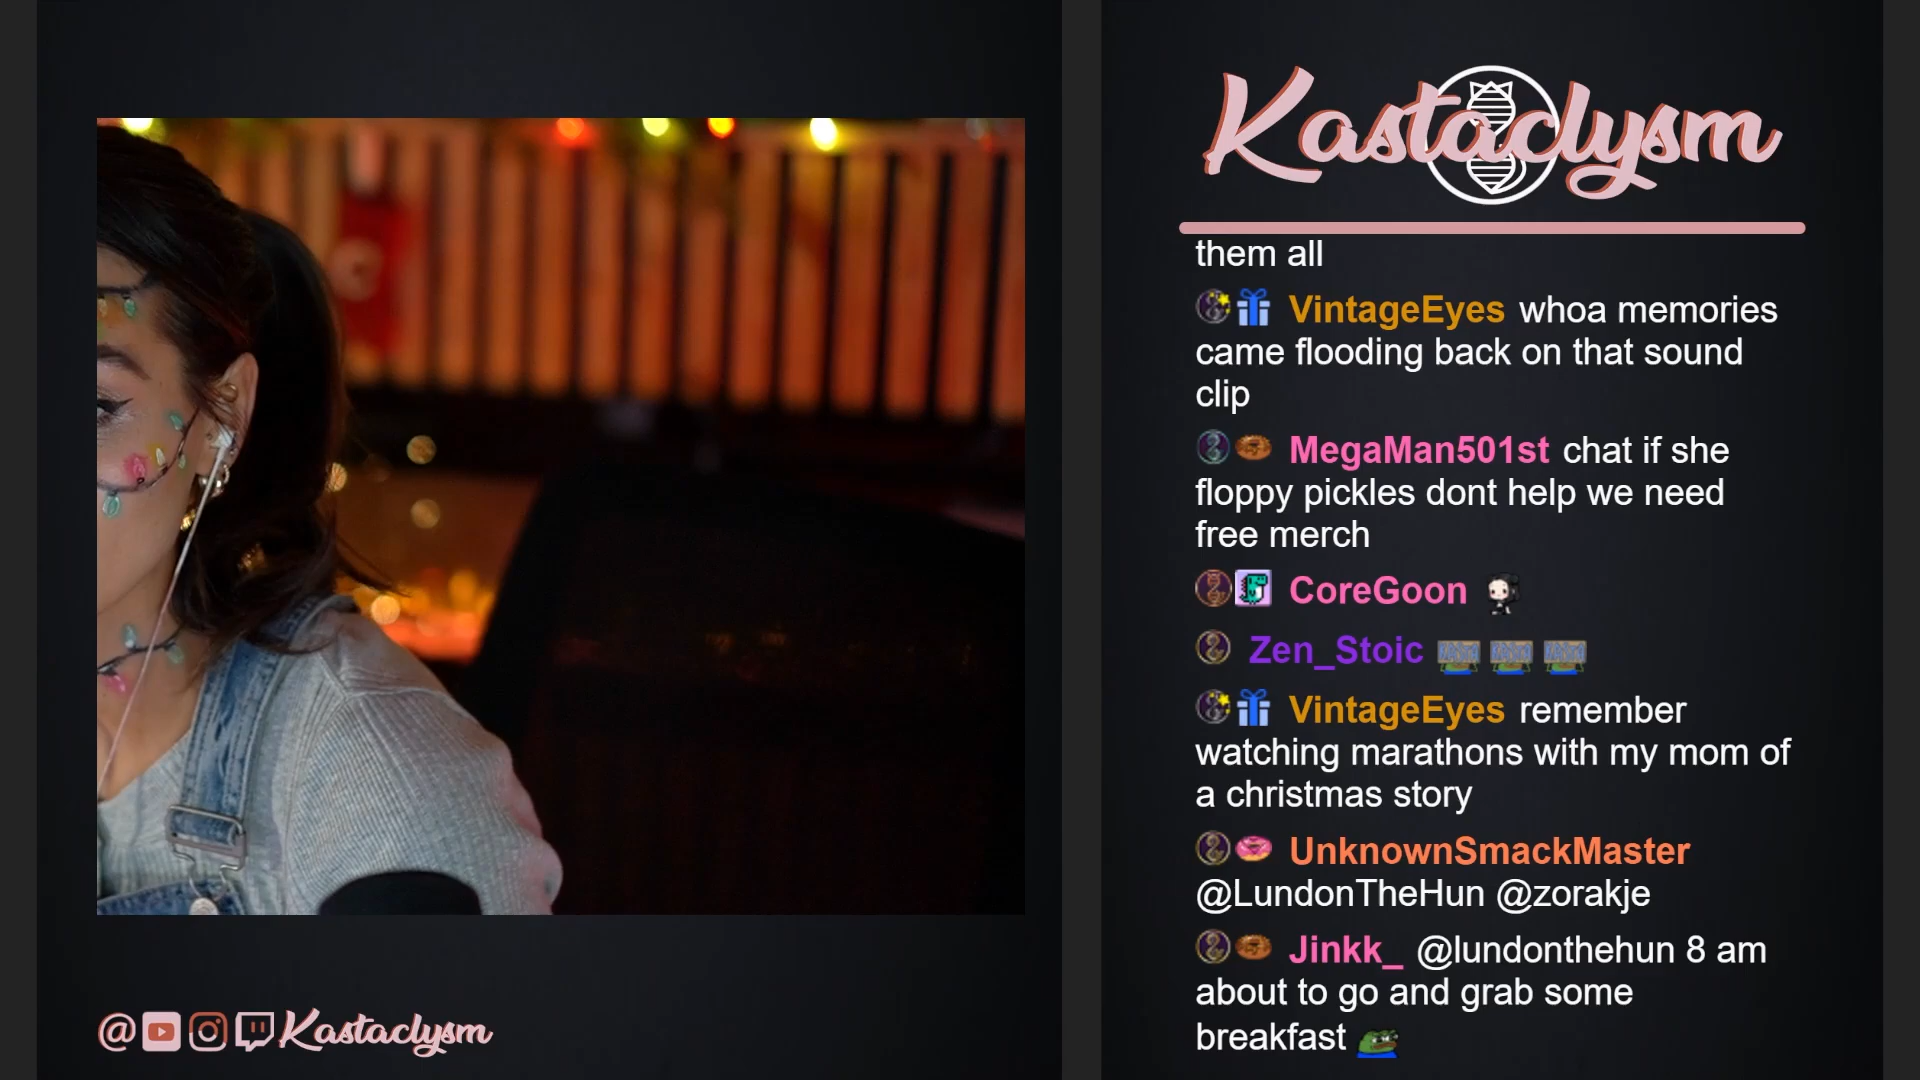 Kastaclysm
them all
VintageEyes whoa memories
came flooding back on that sound
clip
MegaMan501st chat if she
floppy pickles dont help we need
free merch
CoreGoon
Zen_Stoic
VintageEyes remember
watching marathons with my mom of
a christmas story
UnknownSmackMaster
@LundonTheHun @zorakje
Jinkk_ @lundonthehun 8 am
about to go and grab some
breakfast
@ Kastaclysm